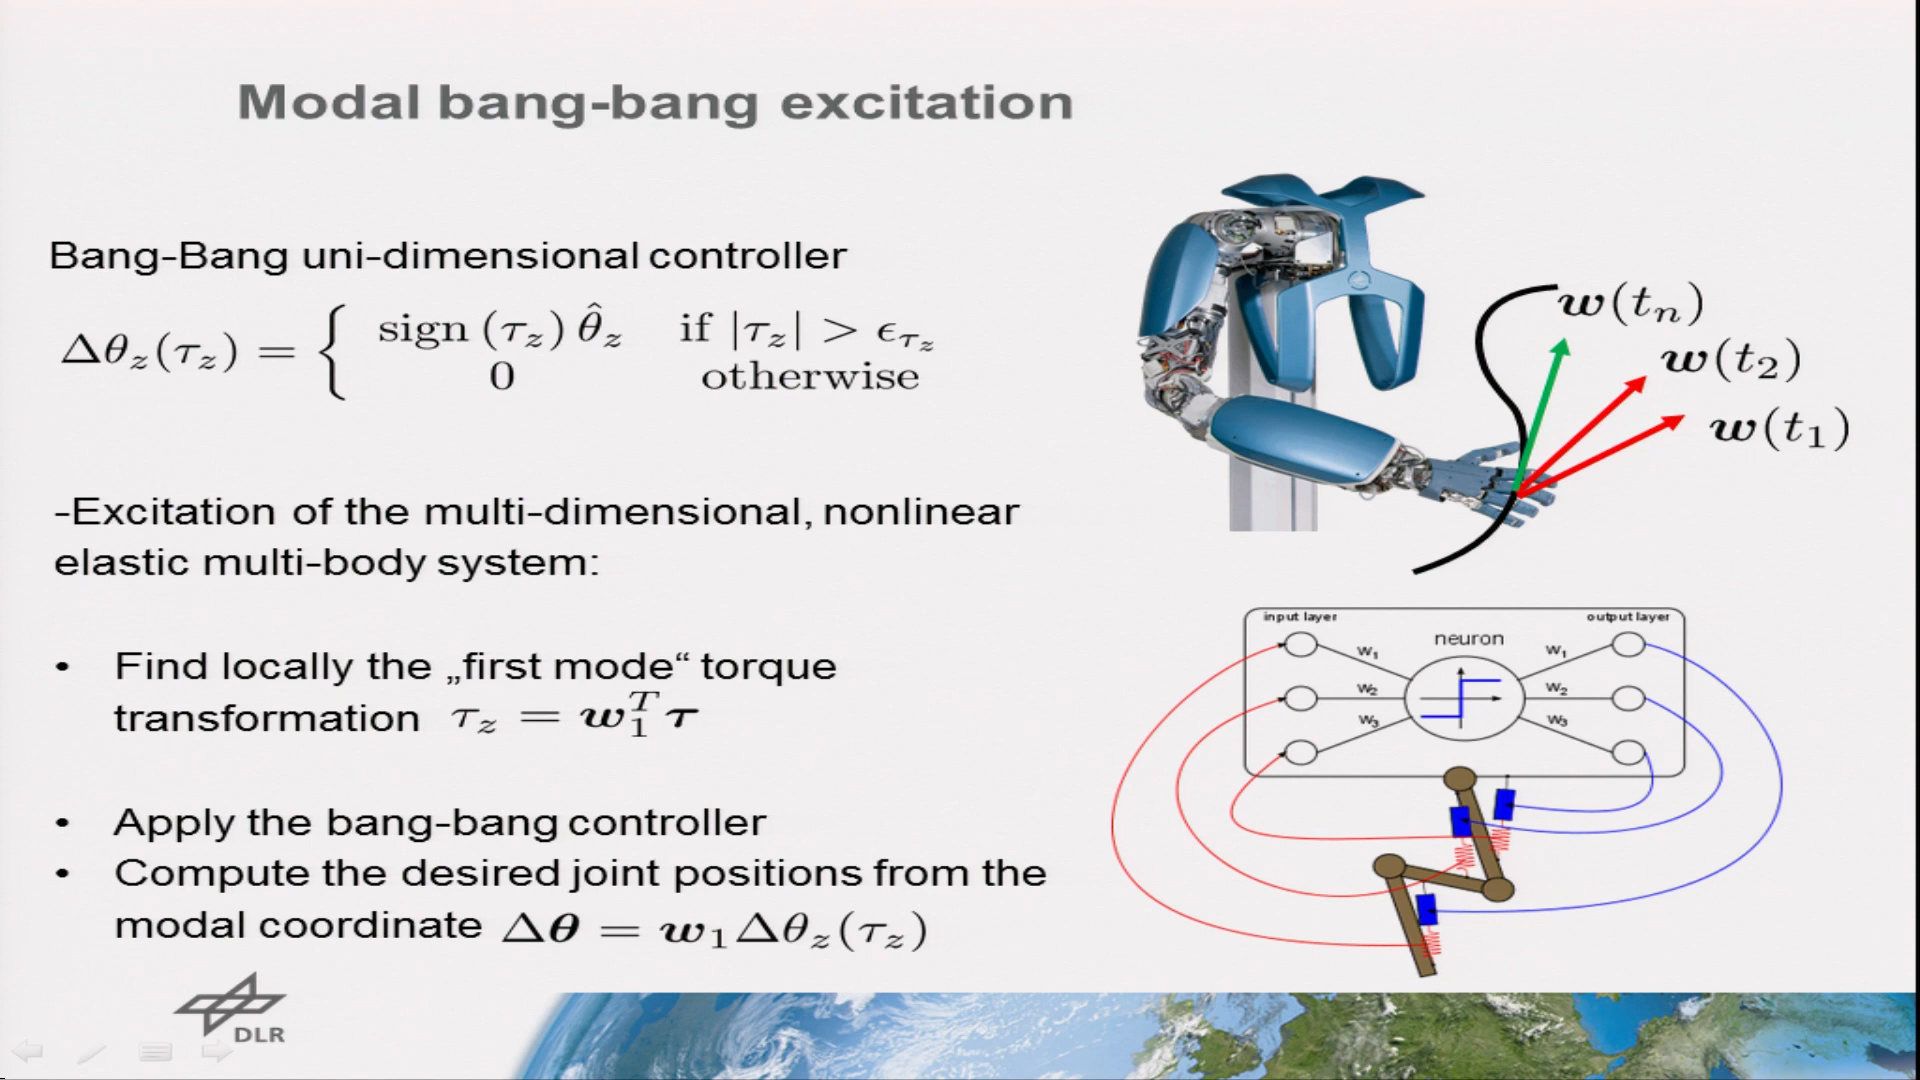 Modal bang-bang excitation
Bang-Bang uni-dimensional controller
Δθ_z(τ_z) = { sign (τ_z) θ̂_z if |τ_z| > ϵ_{τ_z}
0 otherwise
-Excitation of the multi-dimensional, nonlinear
elastic multi-body system:
• Find locally the „first mode“ torque
transformation τ_z = w_1^T τ
• Apply the bang-bang controller
• Compute the desired joint positions from the
modal coordinate Δθ = w_1 Δθ_z(τ_z)
w(t_n)
w(t_2)
w(t_1)
input layer
output layer
neuron
w_1
w_2
w_3
w_1
w_2
w_3
DLR